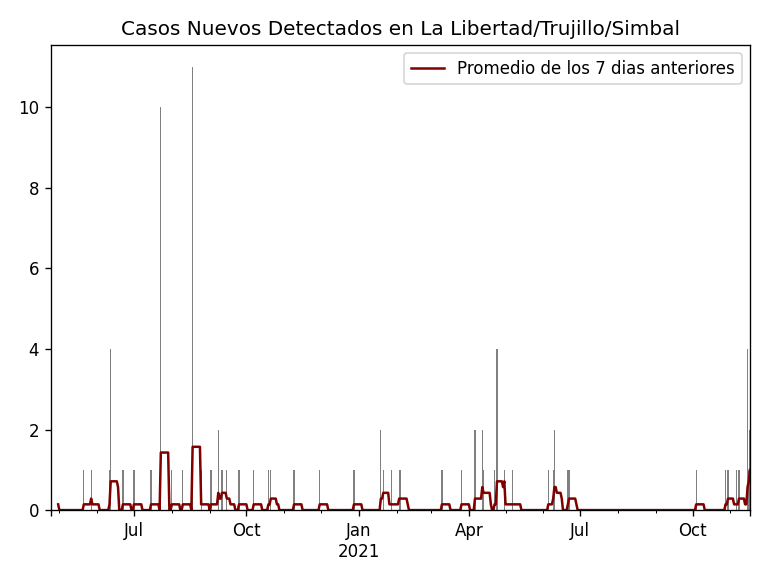 Casos Nuevos Detectados en La Libertad/Trujillo/Simbal
Promedio de los 7 dias anteriores
10
8
6
4
2
0
Jul
Oct
Jan
2021
Apr
Jul
Oct